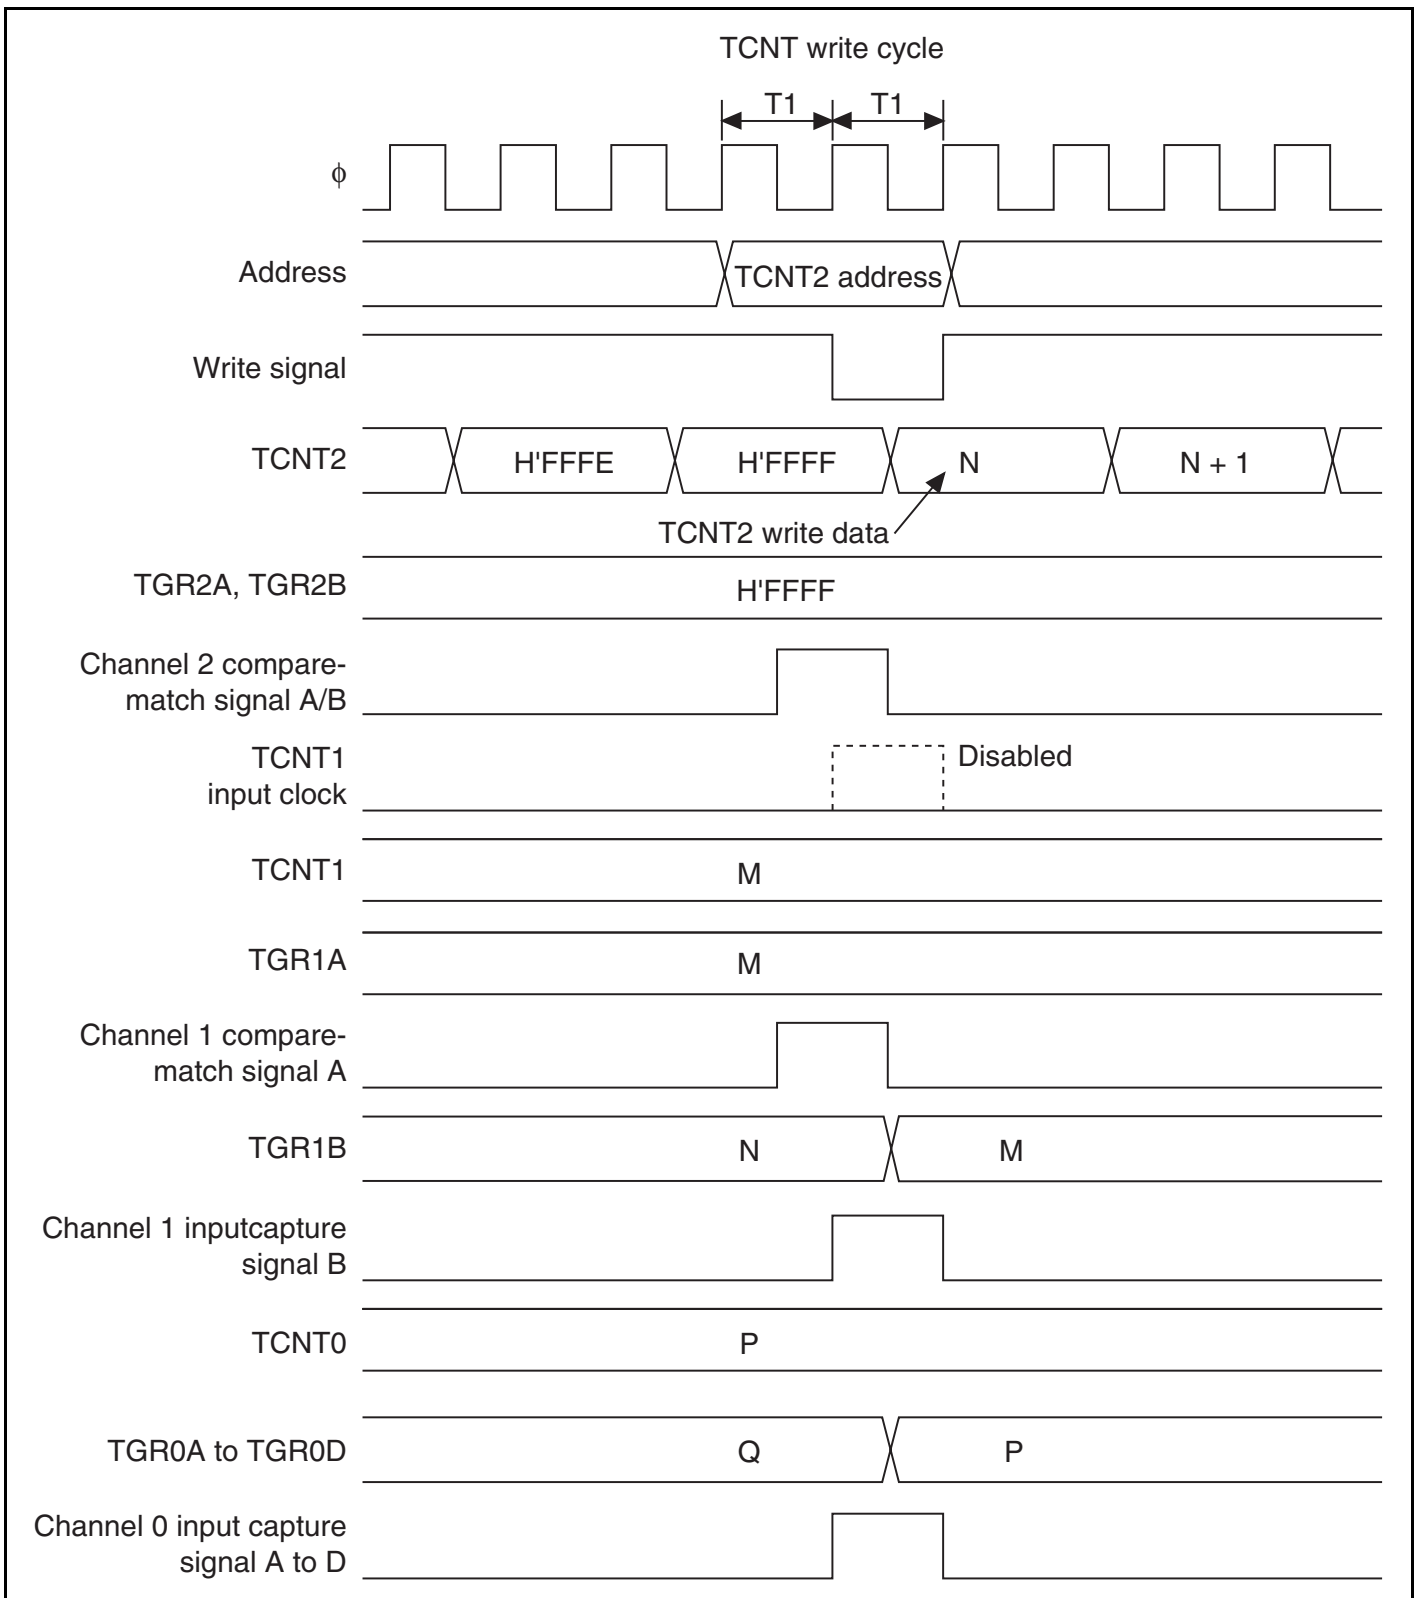 TCNT write cycle
T1 T1
ϕ
Address TCNT2 address
Write signal
TCNT2 H'FFFE H'FFFF N N + 1
TCNT2 write data
TGR2A, TGR2B H'FFFF
Channel 2 compare-
match signal A/B
TCNT1 Disabled
input clock
TCNT1 M
TGR1A M
Channel 1 compare-
match signal A
TGR1B N M
Channel 1 inputcapture
signal B
TCNT0 P
TGR0A to TGR0D Q P
Channel 0 input capture
signal A to D